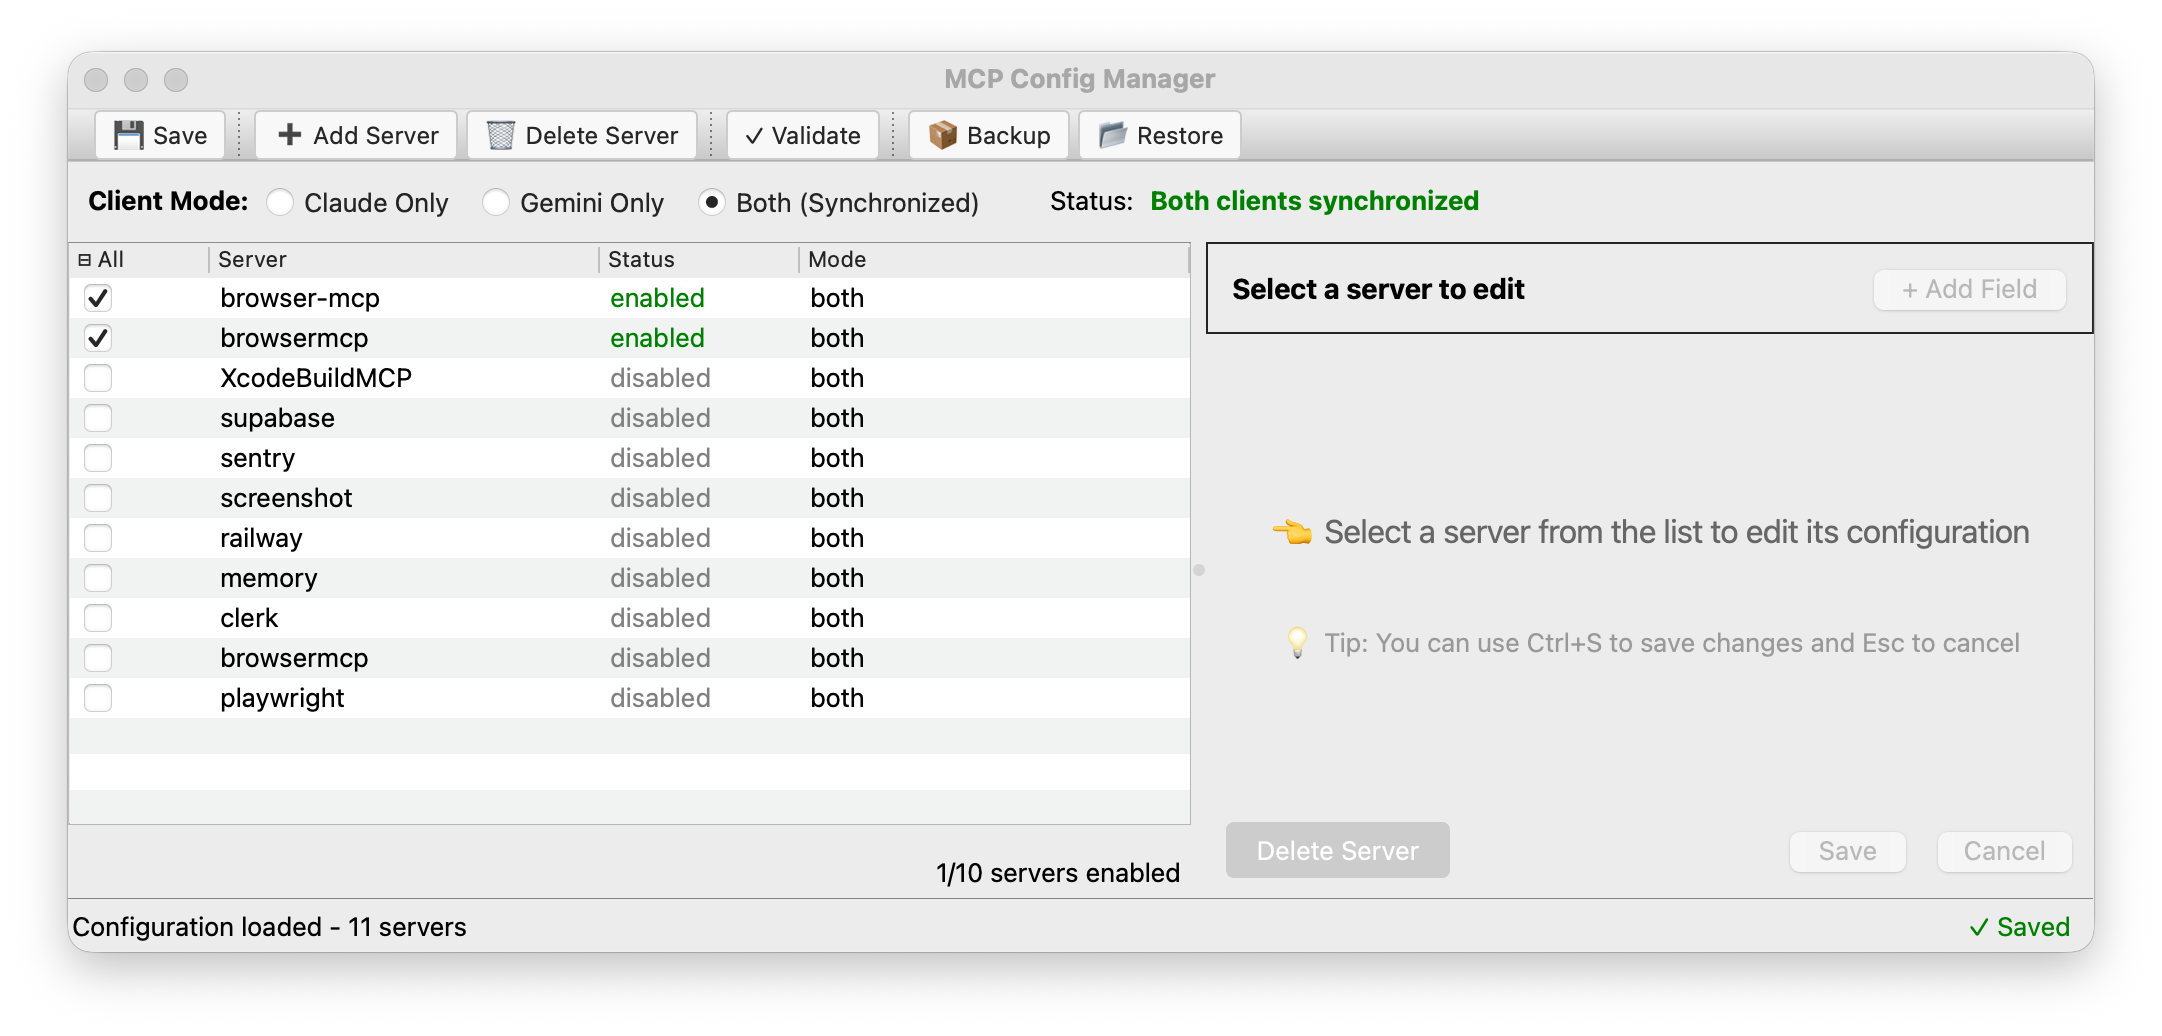 MCP Config Manager
Save Add Server Delete Server ✓ Validate Backup Restore
Client Mode: Claude Only Gemini Only Both (Synchronized) Status: Both clients synchronized
⊟ All Server Status Mode
browser-mcp enabled both
browsermcp enabled both
XcodeBuildMCP disabled both
supabase disabled both
sentry disabled both
screenshot disabled both
railway disabled both
memory disabled both
clerk disabled both
browsermcp disabled both
playwright disabled both
1/10 servers enabled
Select a server to edit + Add Field
👈 Select a server from the list to edit its configuration
💡 Tip: You can use Ctrl+S to save changes and Esc to cancel
Delete Server Save Cancel
Configuration loaded - 11 servers ✓ Saved